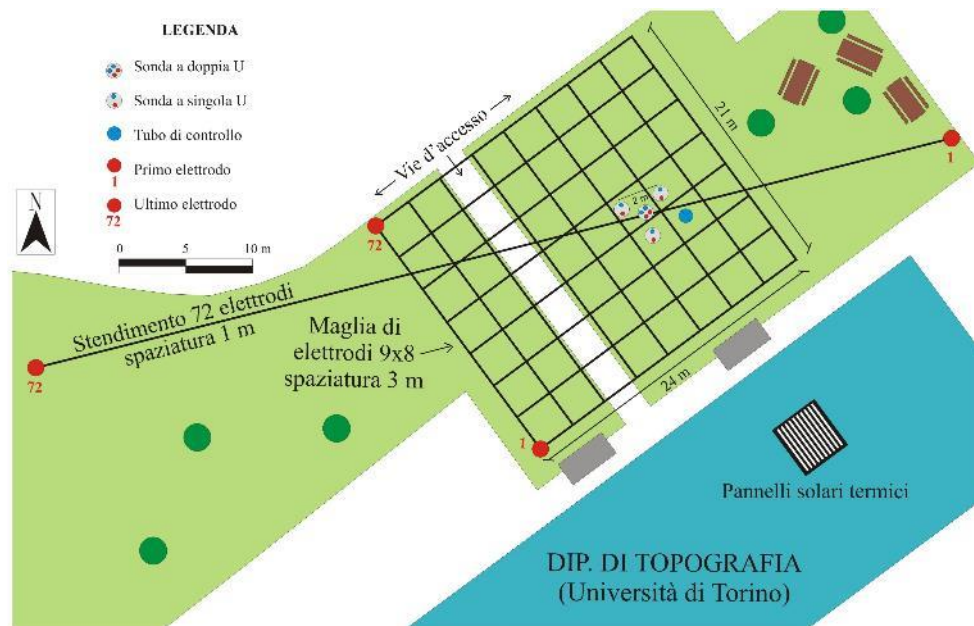 LEGENDA
Sonda a doppia U
Sonda a singola U
Tubo di controllo
Primo elettrodo
1
Ultimo elettrodo
72
N
0 5 10 m
Vie d'accesso
21 m
1
2 m
72
Stendimento 72 elettrodi
spaziatura 1 m
Maglia di
elettrodi 9x8
spaziatura 3 m
72
24 m
1
Pannelli solari termici
DIP. DI TOPOGRAFIA
(Università di Torino)